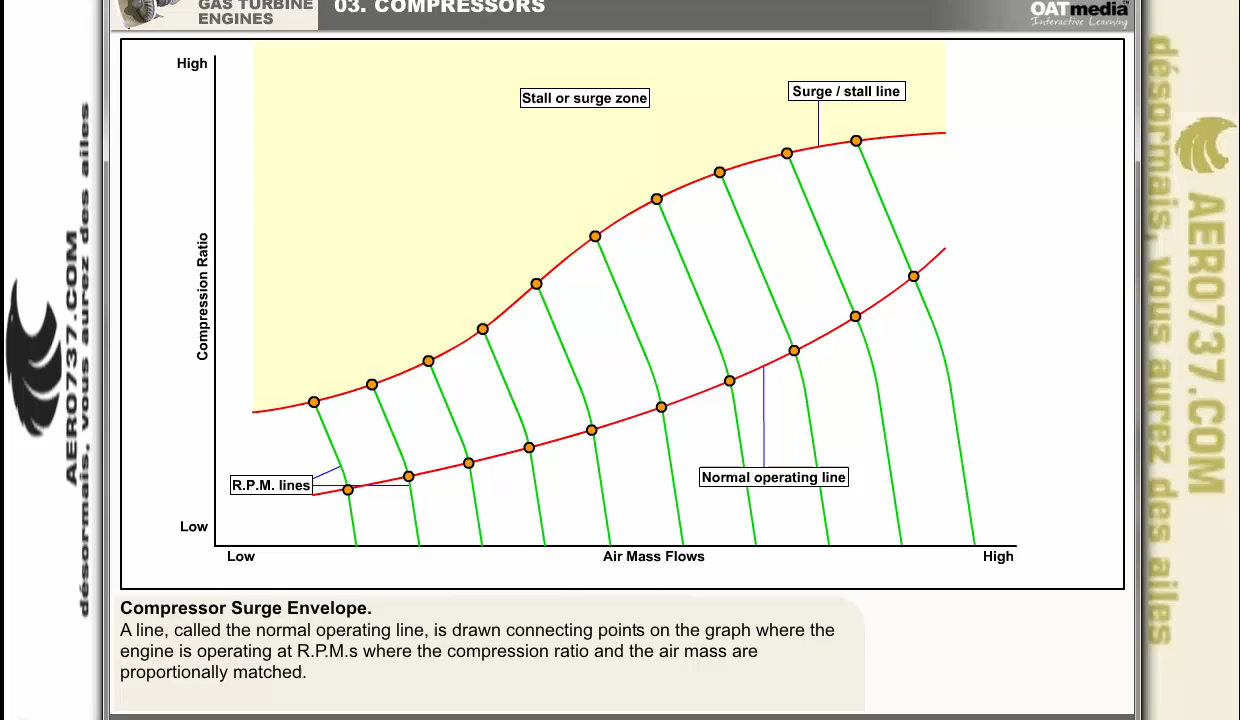 GAS TURBINE
ENGINES
03. COMPRESSORS
OATmedia™
Interactive Learning
High
Stall or surge zone
Surge / stall line
Compression Ratio
R.P.M. lines
Normal operating line
Low
Low
Air Mass Flows
High
Compressor Surge Envelope.
A line, called the normal operating line, is drawn connecting points on the graph where the
engine is operating at R.P.M.s where the compression ratio and the air mass are
proportionally matched.
AERO737.COM
désormais, vous aurez des ailes
désormais, vous aurez des ailes
AERO737.COM